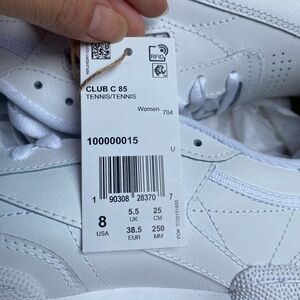 RFID
CLUB C 85
TENNIS/TENNIS
Women 704
100000015
U
1 90308 28370 7
8 5.5 25
USA UK CM
38.5 250
EUR MM